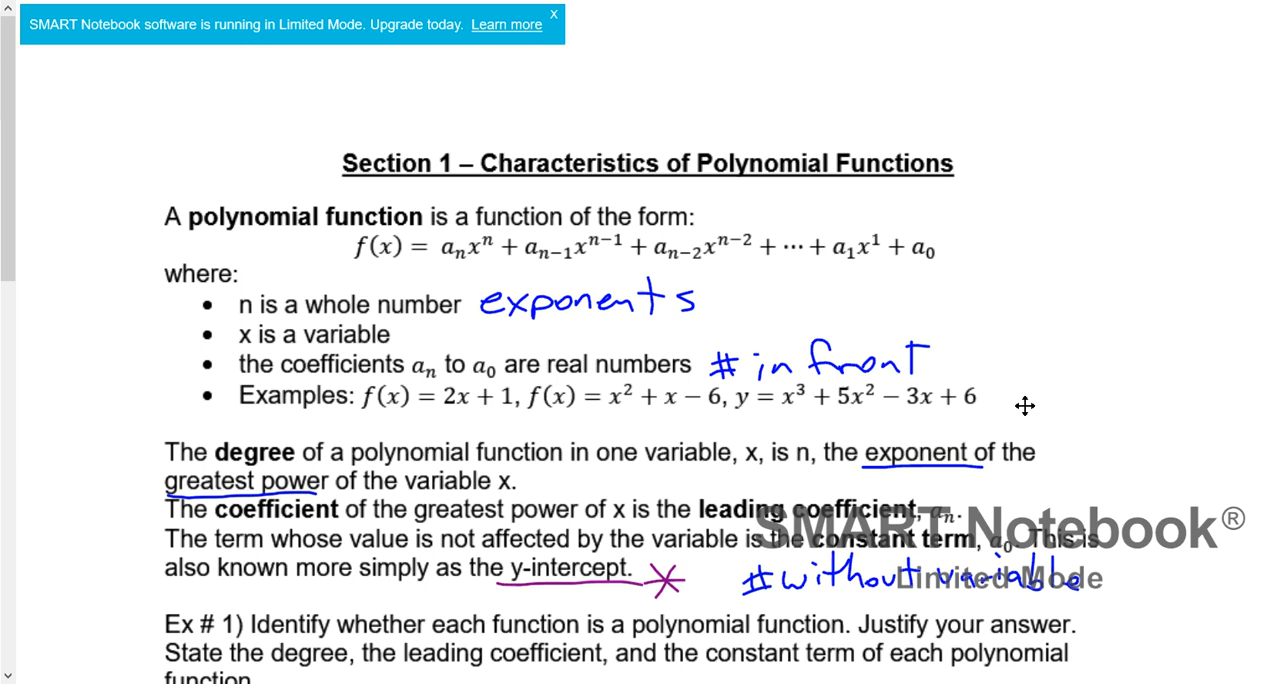 SMART Notebook software is running in Limited Mode. Upgrade today. Learn more X
Section 1 – Characteristics of Polynomial Functions
A polynomial function is a function of the form:
f(x) = aₙxⁿ + aₙ₋₁xⁿ⁻¹ + aₙ₋₂xⁿ⁻² + ⋯ + a₁x¹ + a₀
where:
• n is a whole number exponents
• x is a variable
• the coefficients aₙ to a₀ are real numbers # in front
• Examples: f(x) = 2x + 1, f(x) = x² + x − 6, y = x³ + 5x² − 3x + 6
The degree of a polynomial function in one variable, x, is n, the exponent of the
greatest power of the variable x.
The coefficient of the greatest power of x is the leading coefficient, aₙ.
SMART Notebook®
The term whose value is not affected by the variable is the constant term, a₀. This is
also known more simply as the y-intercept. # without variable
Limited Mode
Ex # 1) Identify whether each function is a polynomial function. Justify your answer.
State the degree, the leading coefficient, and the constant term of each polynomial
function